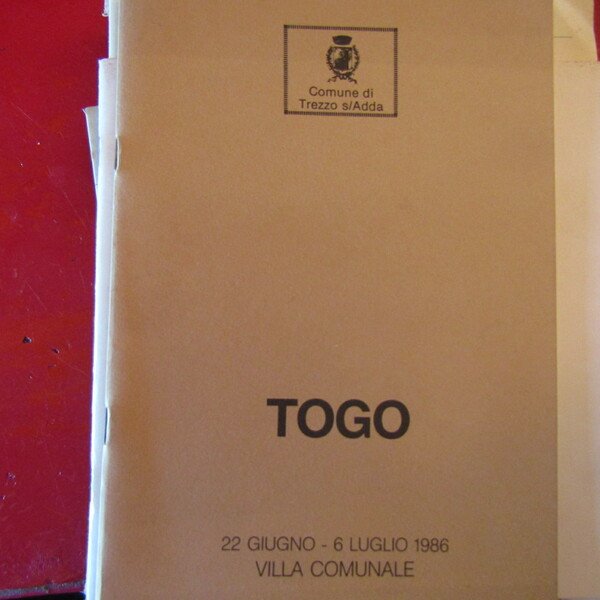 Comune di
Trezzo s/Adda
TOGO
22 GIUGNO - 6 LUGLIO 1986
VILLA COMUNALE